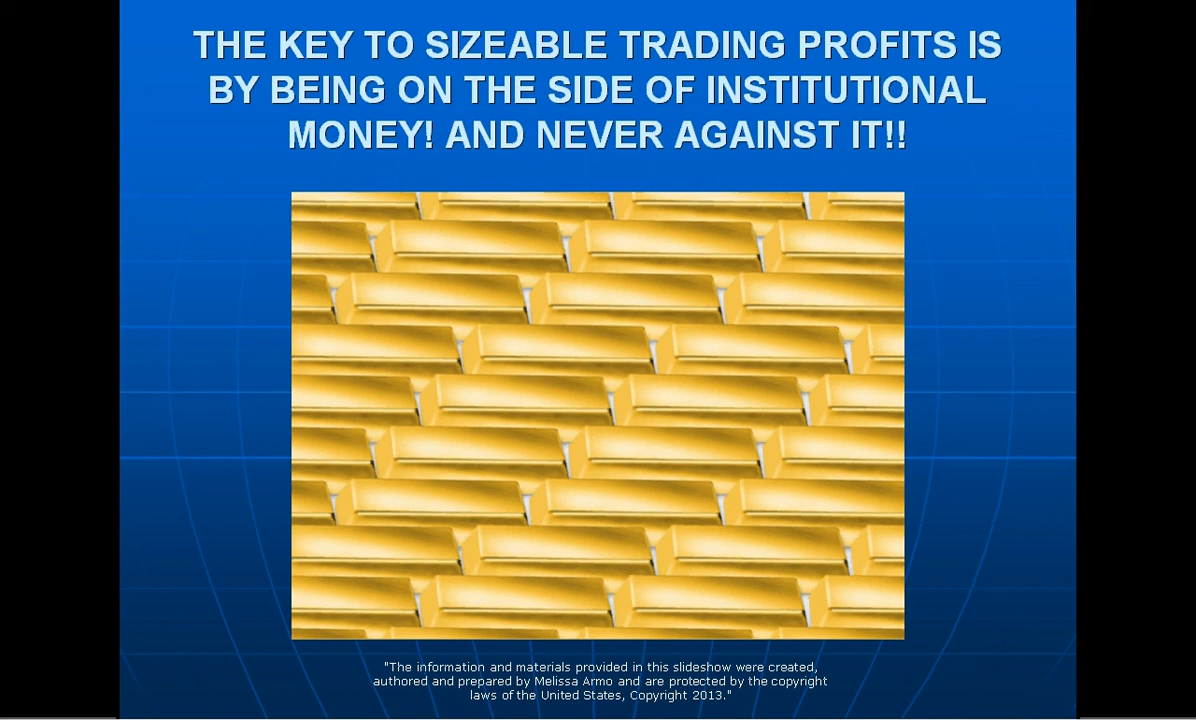 THE KEY TO SIZEABLE TRADING PROFITS IS
BY BEING ON THE SIDE OF INSTITUTIONAL
MONEY! AND NEVER AGAINST IT!!
"The information and materials provided in this slideshow were created,
authored and prepared by Melissa Armo and are protected by the copyright
laws of the United States, Copyright 2013."